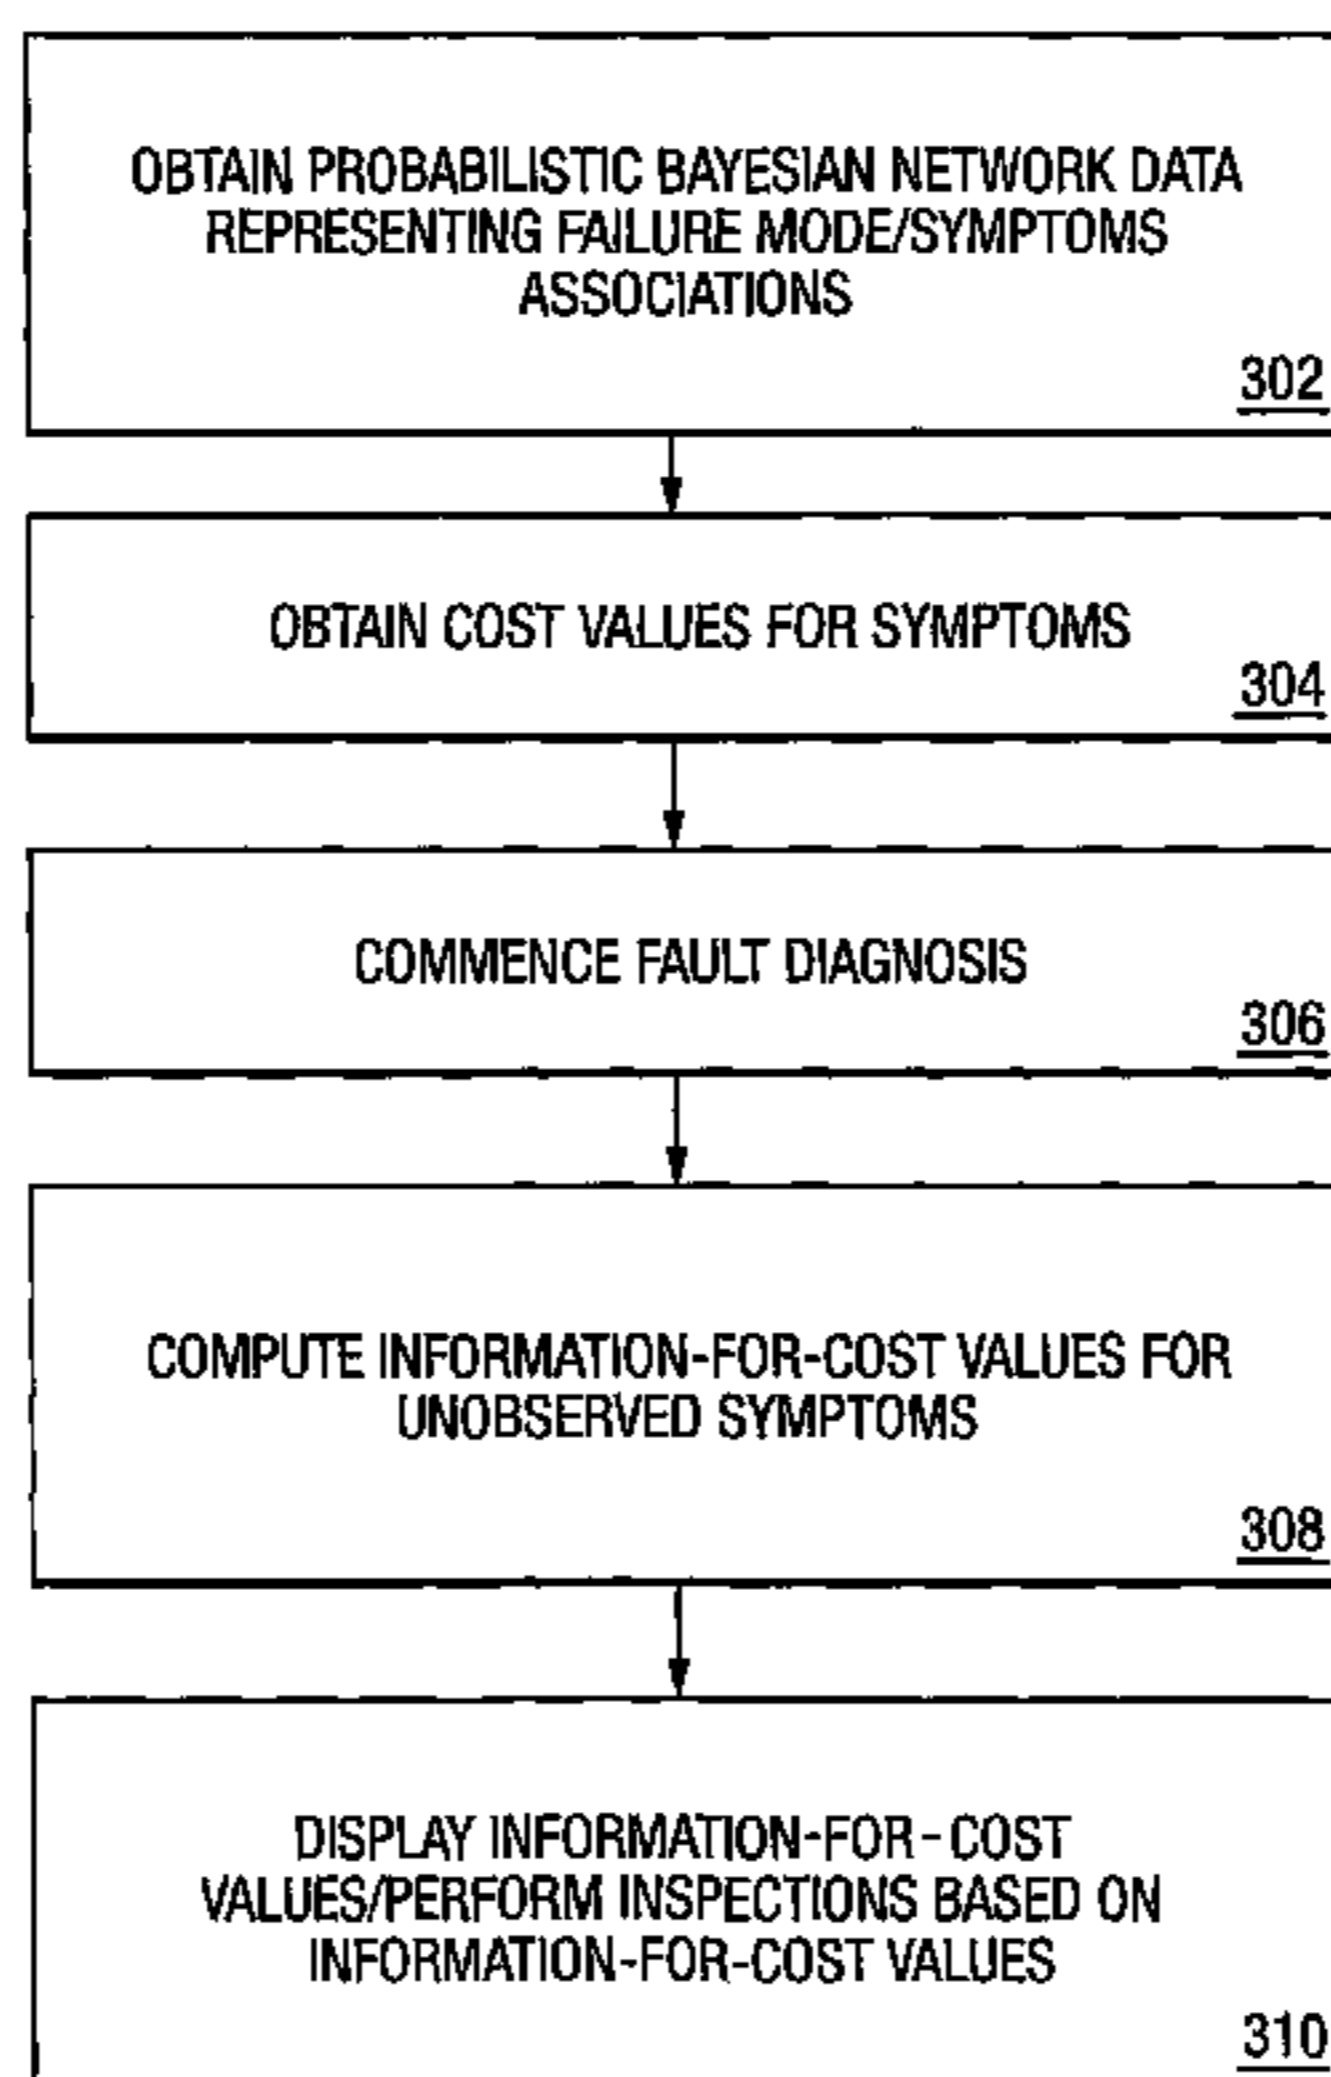 OBTAIN PROBABILISTIC BAYESIAN NETWORK DATA
REPRESENTING FAILURE MODE/SYMPTOMS
ASSOCIATIONS
302
OBTAIN COST VALUES FOR SYMPTOMS
304
COMMENCE FAULT DIAGNOSIS
306
COMPUTE INFORMATION-FOR-COST VALUES FOR
UNOBSERVED SYMPTOMS
308
DISPLAY INFORMATION-FOR-COST
VALUES/PERFORM INSPECTIONS BASED ON
INFORMATION-FOR-COST VALUES
310